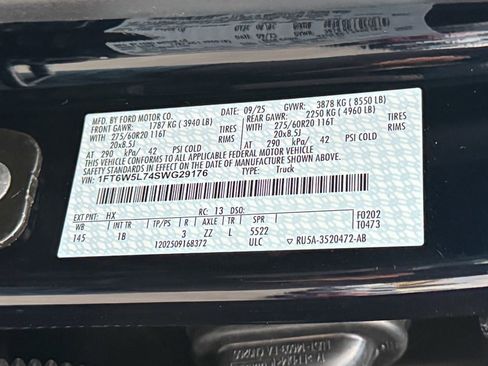 MFD. BY FORD MOTOR CO. 09/25 GVWR: 3878 KG ( 8550 LB)
FRONT GAWR: 1787 KG ( 3940 LB) REAR GAWR: 2250 KG ( 4960 LB)
275/60R20 116T TIRES 275/60R20 116T TIRES
20x8.5J RIMS 20x8.5J RIMS
AT 290 kPa/ 42 PSI COLD AT 290 kPa/ 42 PSI COLD
THIS VEHICLE CONFORMS TO ALL APPLICABLE FEDERAL MOTOR VEHICLE
SAFETY STANDARDS IN EFFECT ON THE DATE OF MANUFACTURE SHOWN ABOVE.
1FT6W5L74SWG29176 TYPE: Truck
EXT PNT: HX RC: 13 DSO: F0202
WB INT TR TP/PS R AXLE TR SPR T0473
145 1B 3 ZZ L 5522
1202509168372 ULC RU5A-3520472-AB